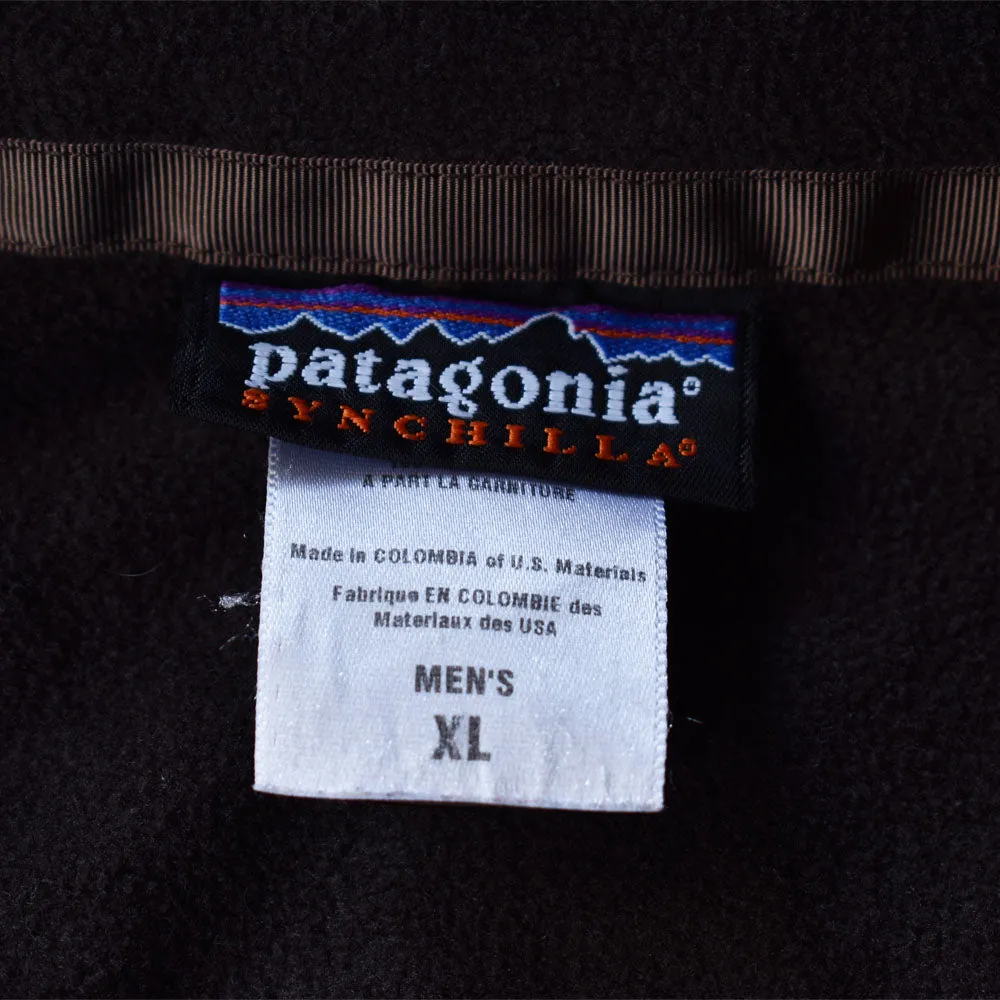 patagonia®
SYNCHILLA®
A PART LA GARNITURE
Made in COLOMBIA of U.S. Materials
Fabrique EN COLOMBIE des
Materiaux des USA
MEN'S
XL